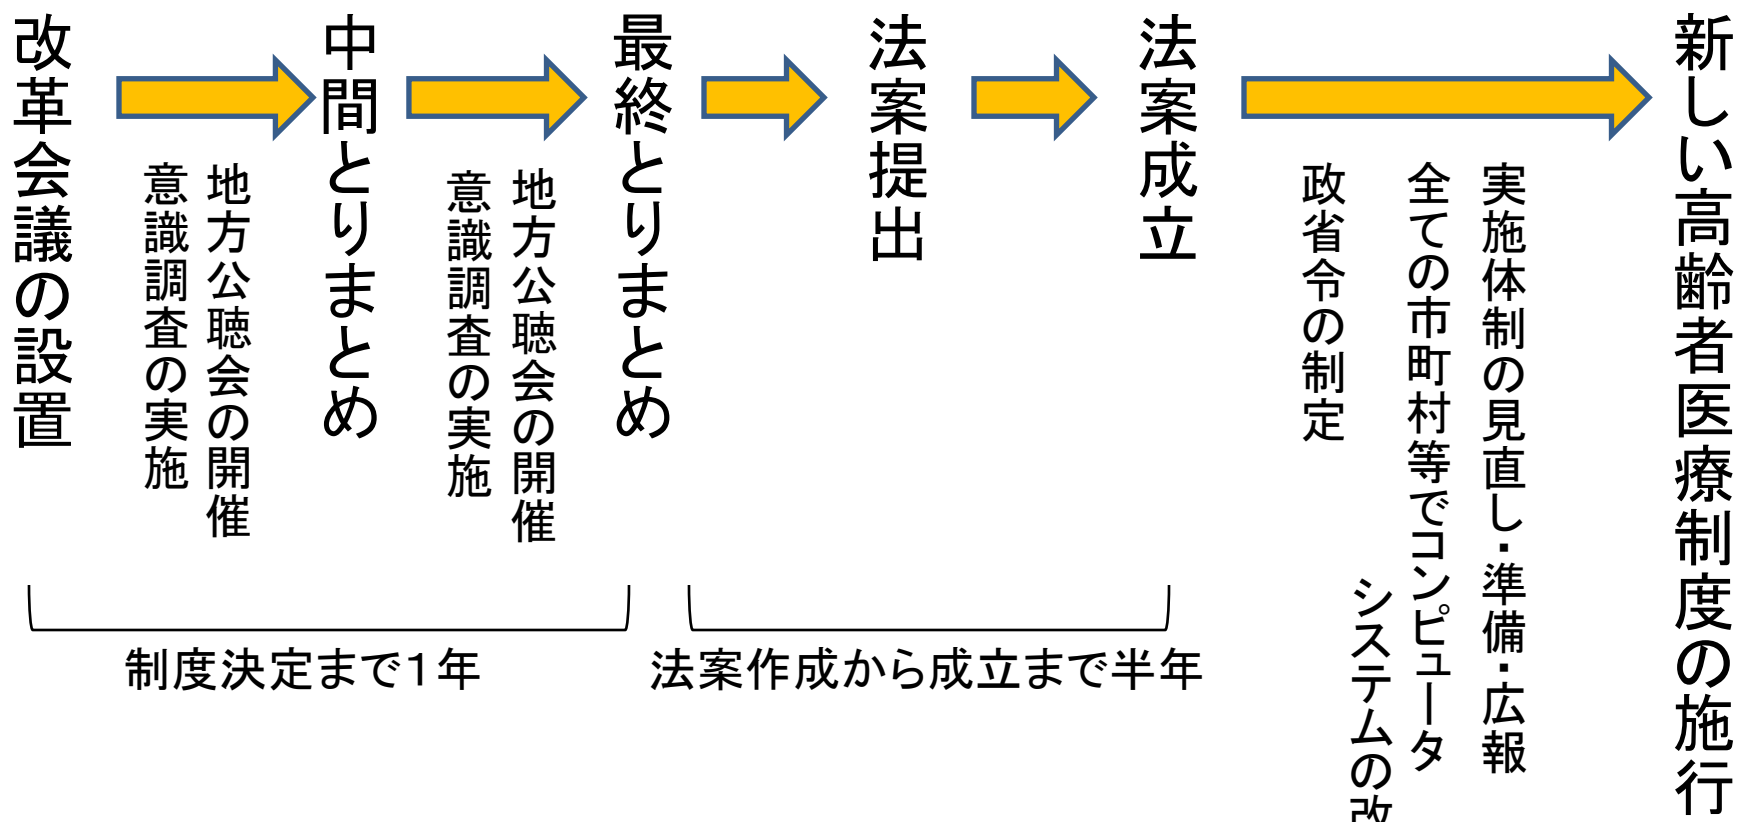 改革会議の設置
地方公聴会の開催
意識調査の実施
中間とりまとめ
地方公聴会の開催
意識調査の実施
最終とりまとめ
法案提出
法案成立
実施体制の見直し・準備・広報
全ての市町村等でコンピュータ
システムの改
政省令の制定
新しい高齢者医療制度の施行
制度決定まで１年
法案作成から成立まで半年